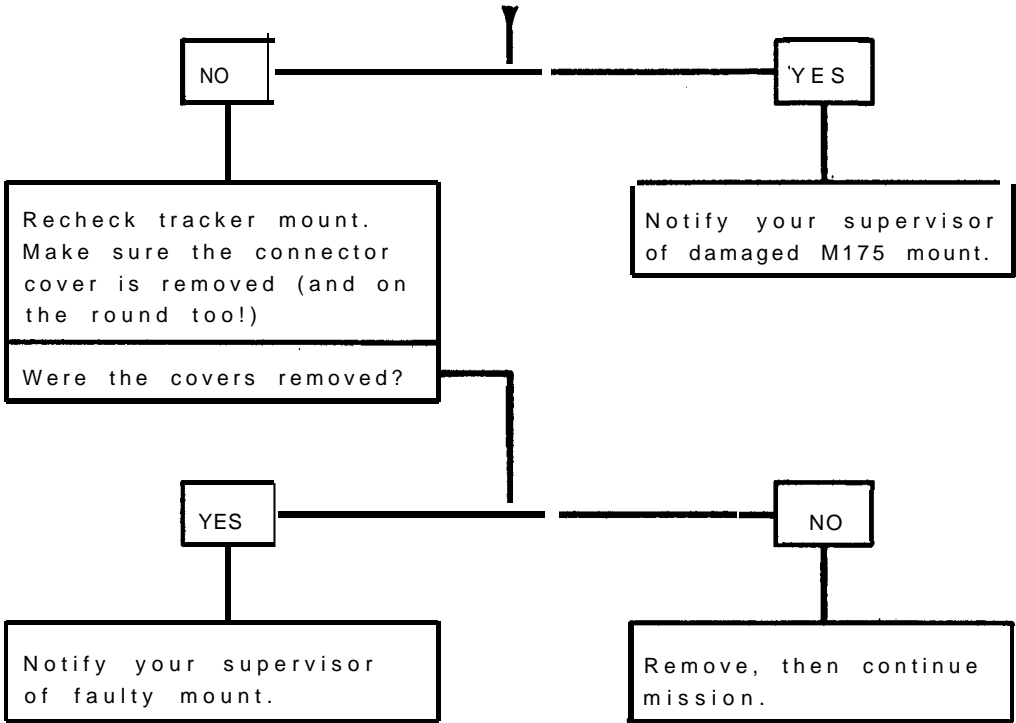 NO
YES
Recheck tracker mount.
Make sure the connector
cover is removed (and on
the round too!)
Were the covers removed?
Notify your supervisor
of damaged M175 mount.
YES
NO
Notify your supervisor
of faulty mount.
Remove, then continue
mission.